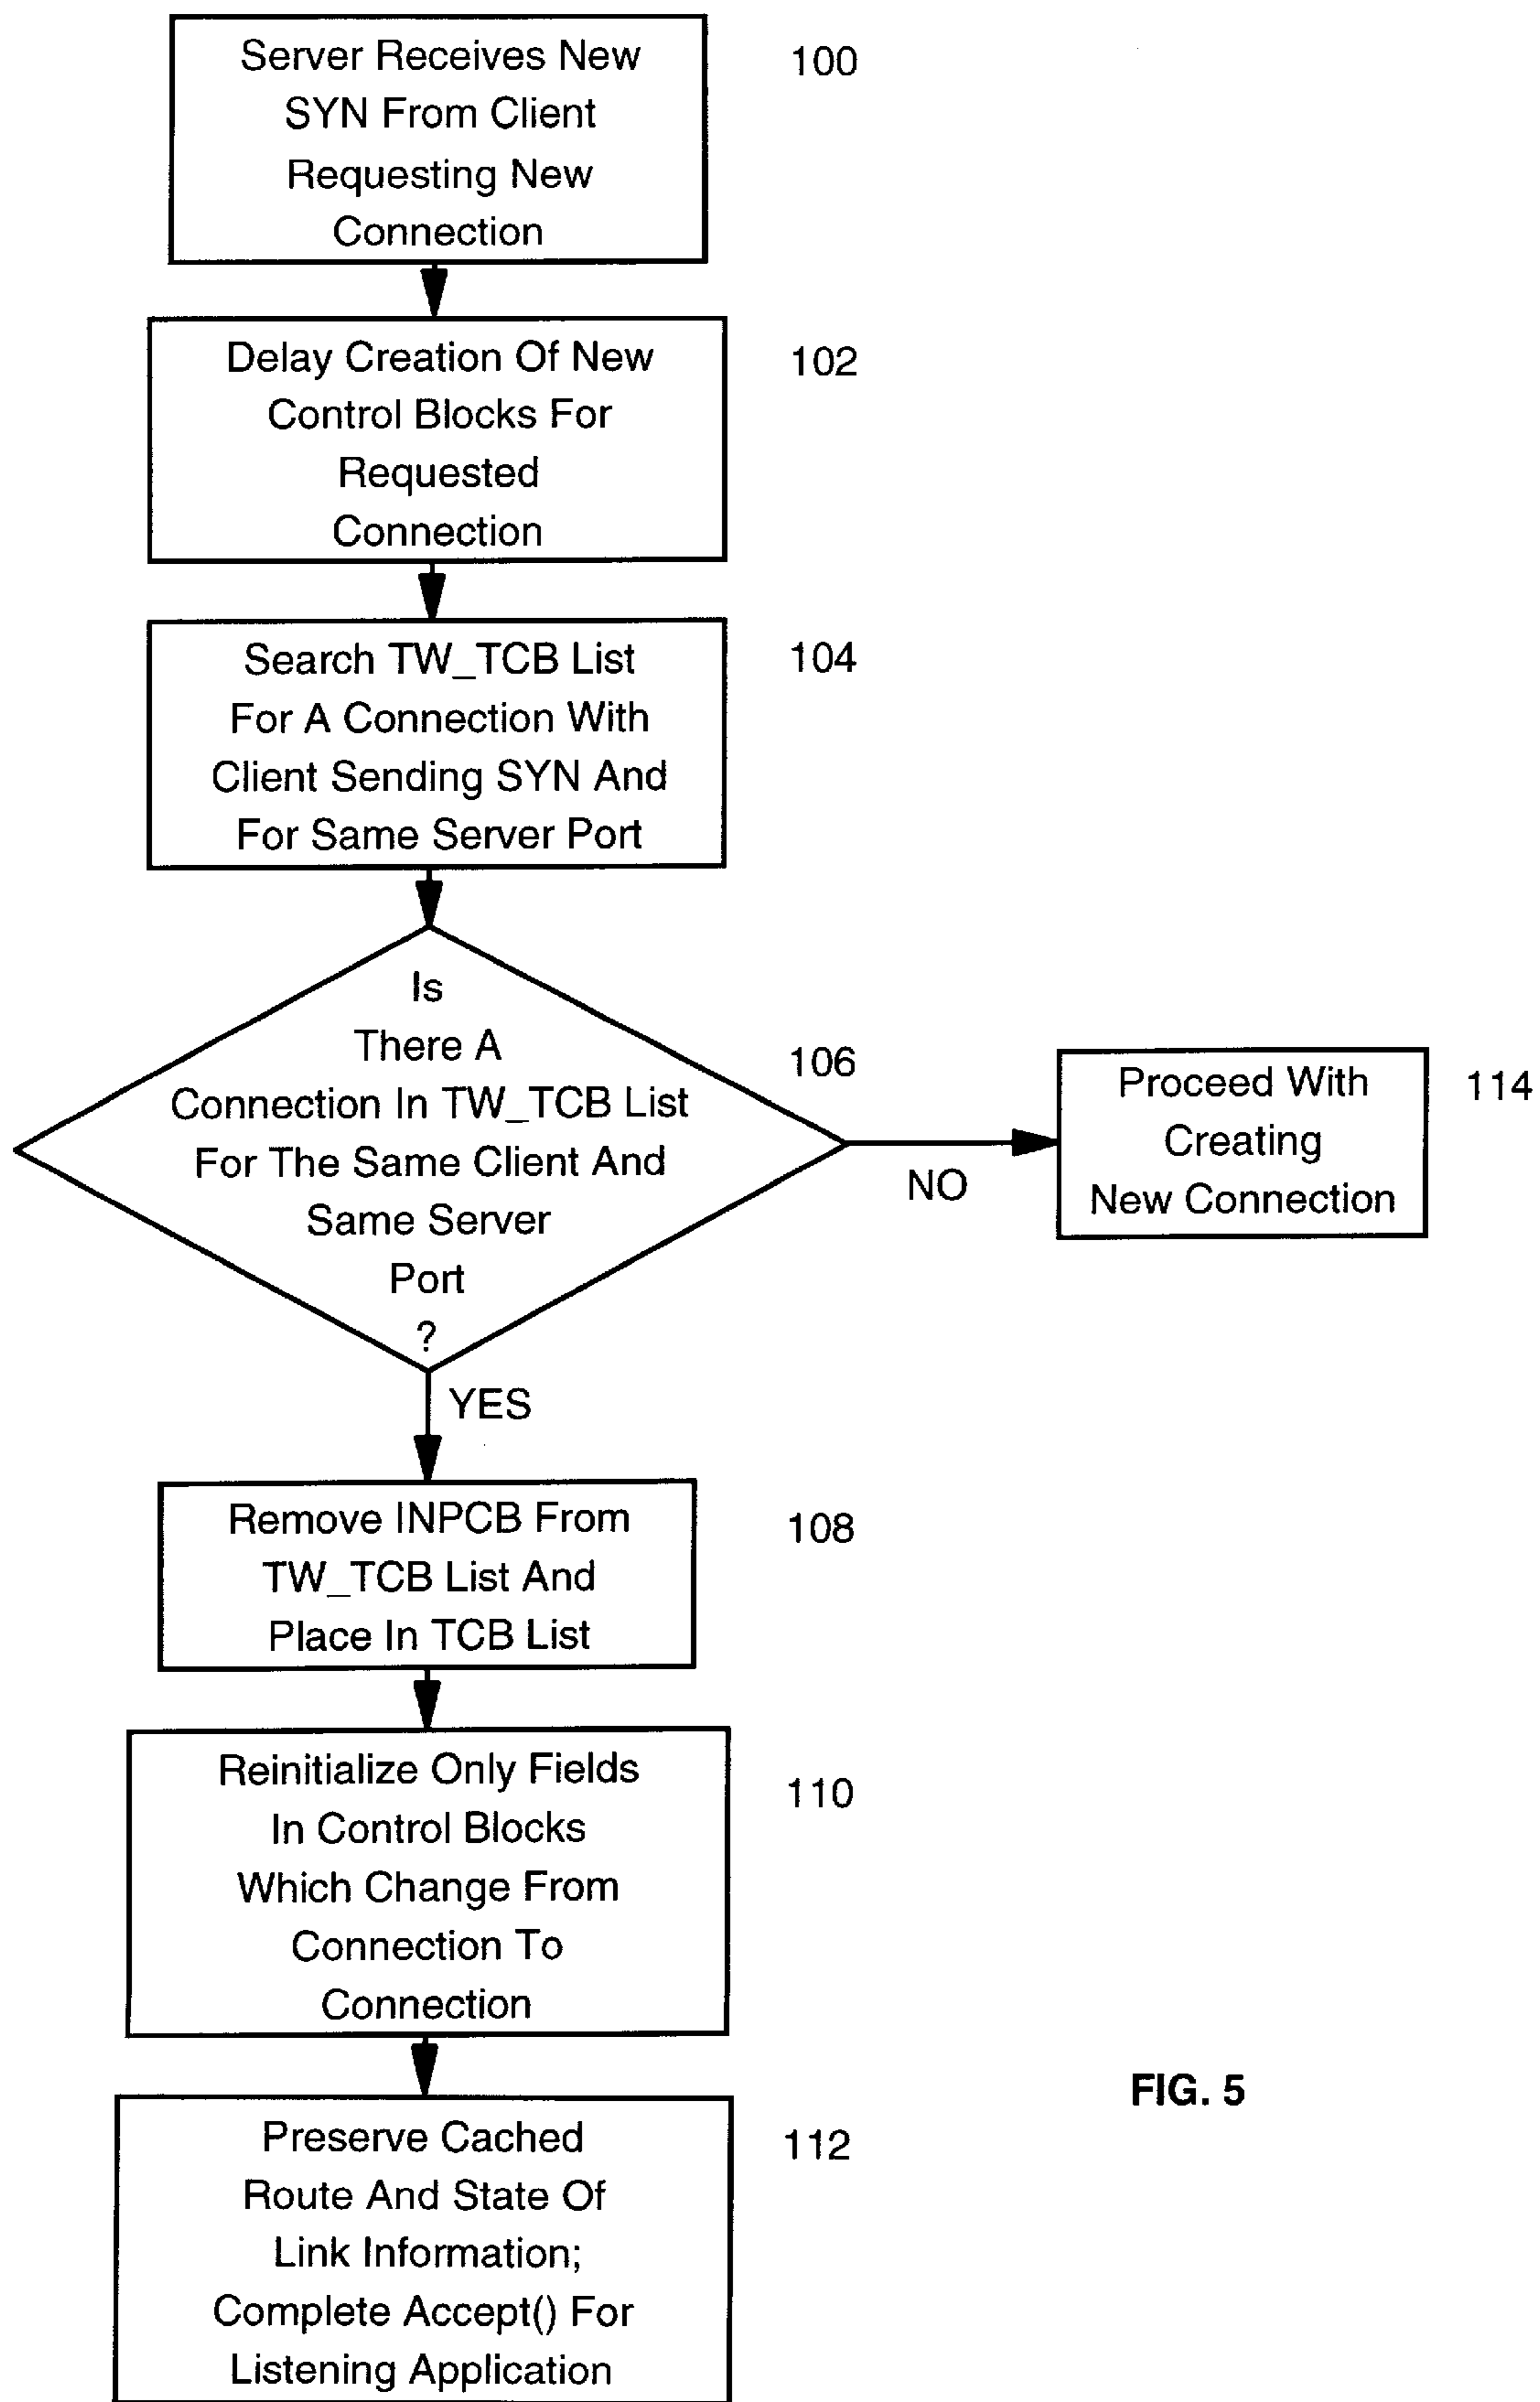 Server Receives New
SYN From Client
Requesting New
Connection
100
Delay Creation Of New
Control Blocks For
Requested
Connection
102
Search TW_TCB List
For A Connection With
Client Sending SYN And
For Same Server Port
104
Is
There A
Connection In TW_TCB List
For The Same Client And
Same Server
Port
?
106
NO
Proceed With
Creating
New Connection
114
YES
Remove INPCB From
TW_TCB List And
Place In TCB List
108
Reinitialize Only Fields
In Control Blocks
Which Change From
Connection To
Connection
110
Preserve Cached
Route And State Of
Link Information;
Complete Accept() For
Listening Application
112
FIG. 5